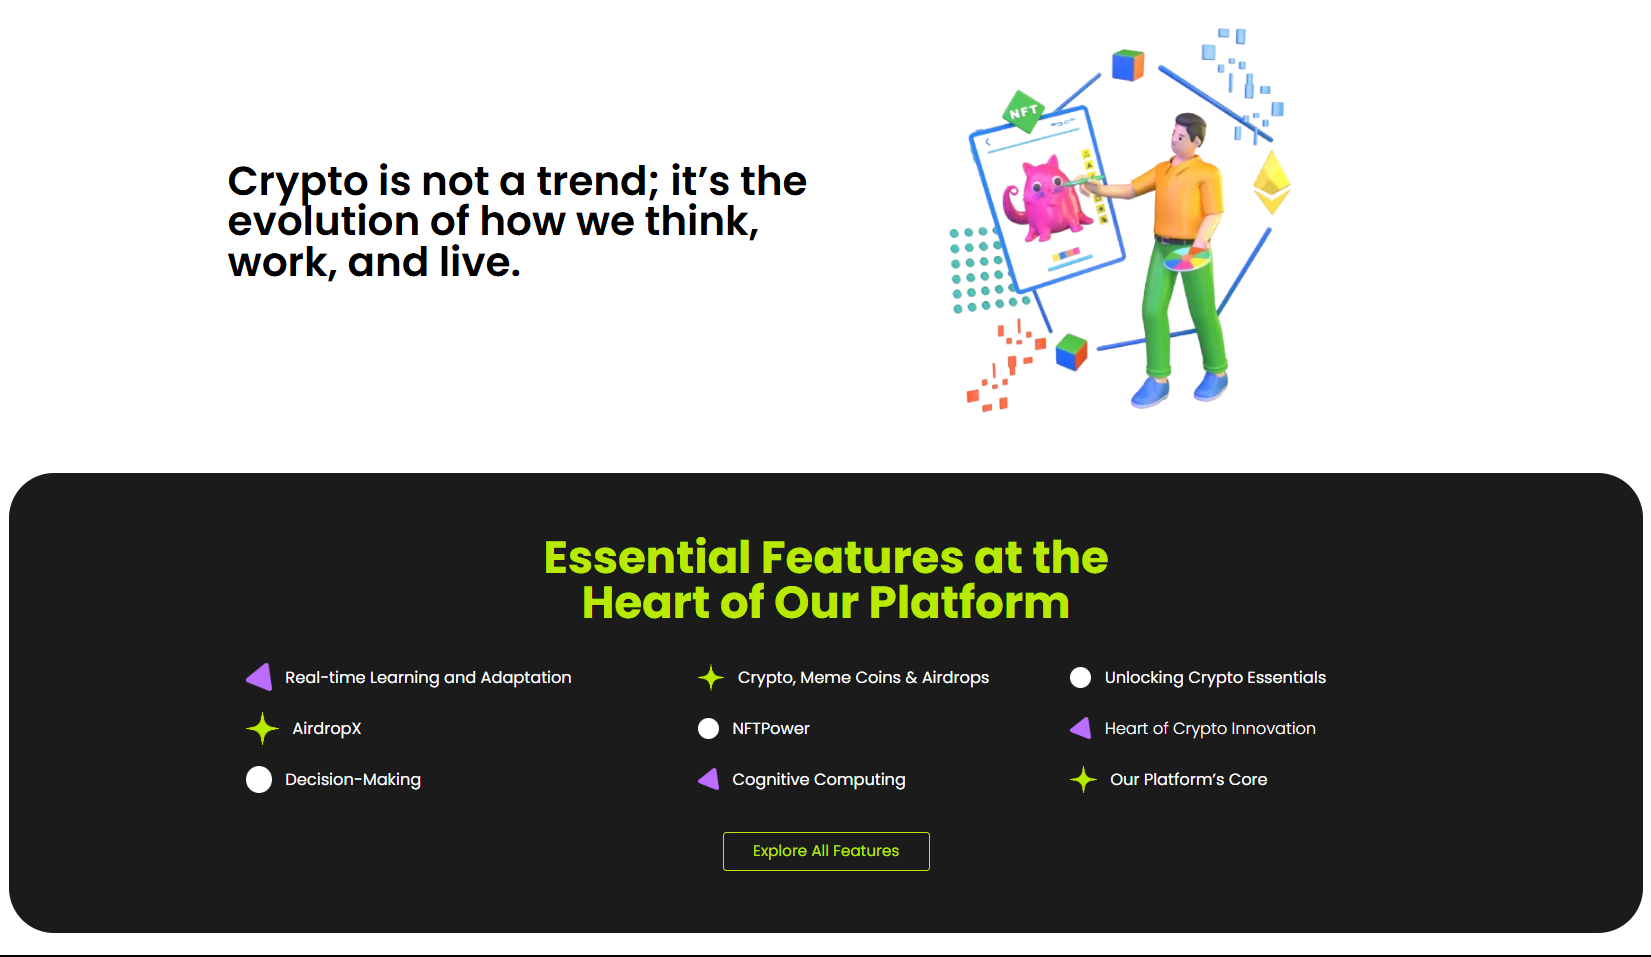 NFT
Crypto is not a trend; it’s the
evolution of how we think,
work, and live.
Essential Features at the
Heart of Our Platform
Real-time Learning and Adaptation
Crypto, Meme Coins & Airdrops
Unlocking Crypto Essentials
AirdropX
NFTPower
Heart of Crypto Innovation
Decision-Making
Cognitive Computing
Our Platform’s Core
Explore All Features